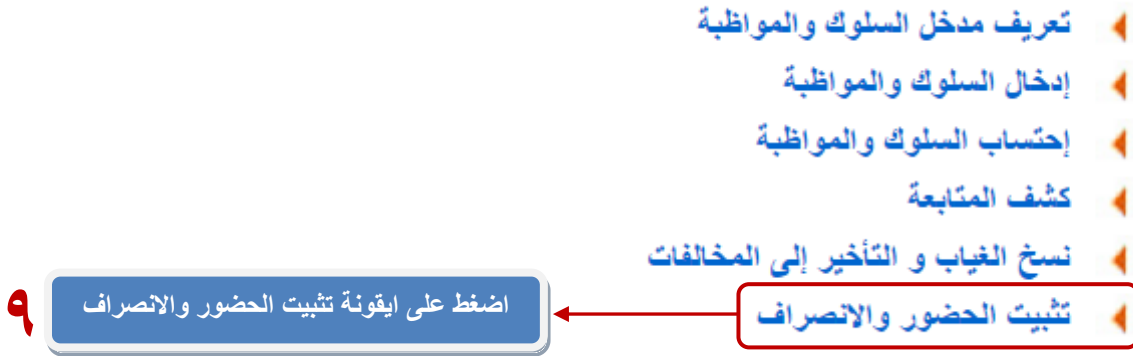 تعريف مدخل السلوك والمواظبة
إدخال السلوك والمواظبة
إحتساب السلوك والمواظبة
كشف المتابعة
نسخ الغياب و التأخير إلى المخالفات
تثبيت الحضور والانصراف
اضغط على ايقونة تثبيت الحضور والانصراف
٩